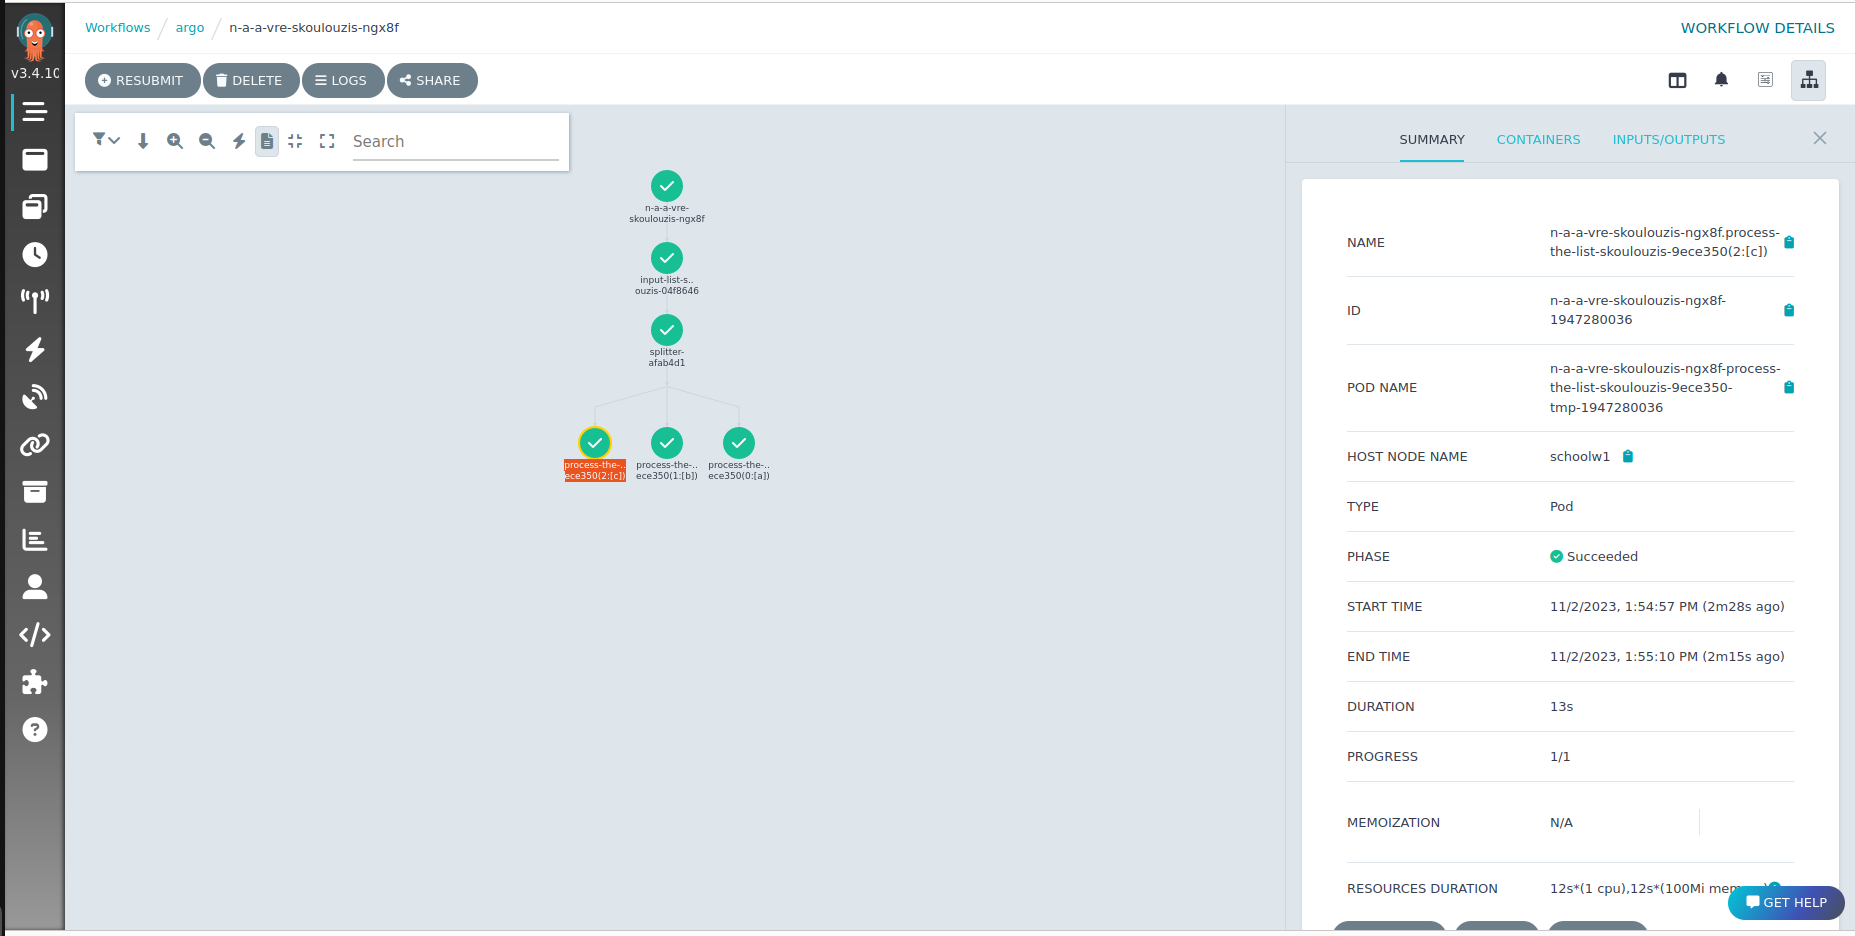 Workflows / argo / n-a-a-vre-skoulouzis-ngx8f
WORKFLOW DETAILS
v3.4.10
RESUBMIT DELETE LOGS SHARE
Search
n-a-a-vre-
skoulouzis-ngx8f
input-list-s..
ouzis-04f8646
splitter-
afab4d1
process-the-..
ece350(2:[c])
process-the-..
ece350(1:[b])
process-the-..
ece350(0:[a])
SUMMARY CONTAINERS INPUTS/OUTPUTS
NAME
n-a-a-vre-skoulouzis-ngx8f.process-
the-list-skoulouzis-9ece350(2:[c])
ID
n-a-a-vre-skoulouzis-ngx8f-
1947280036
POD NAME
n-a-a-vre-skoulouzis-ngx8f-process-
the-list-skoulouzis-9ece350-
tmp-1947280036
HOST NODE NAME schoolw1
TYPE Pod
PHASE Succeeded
START TIME 11/2/2023, 1:54:57 PM (2m28s ago)
END TIME 11/2/2023, 1:55:10 PM (2m15s ago)
DURATION 13s
PROGRESS 1/1
MEMOIZATION N/A
RESOURCES DURATION 12s*(1 cpu),12s*(100Mi
GET HELP